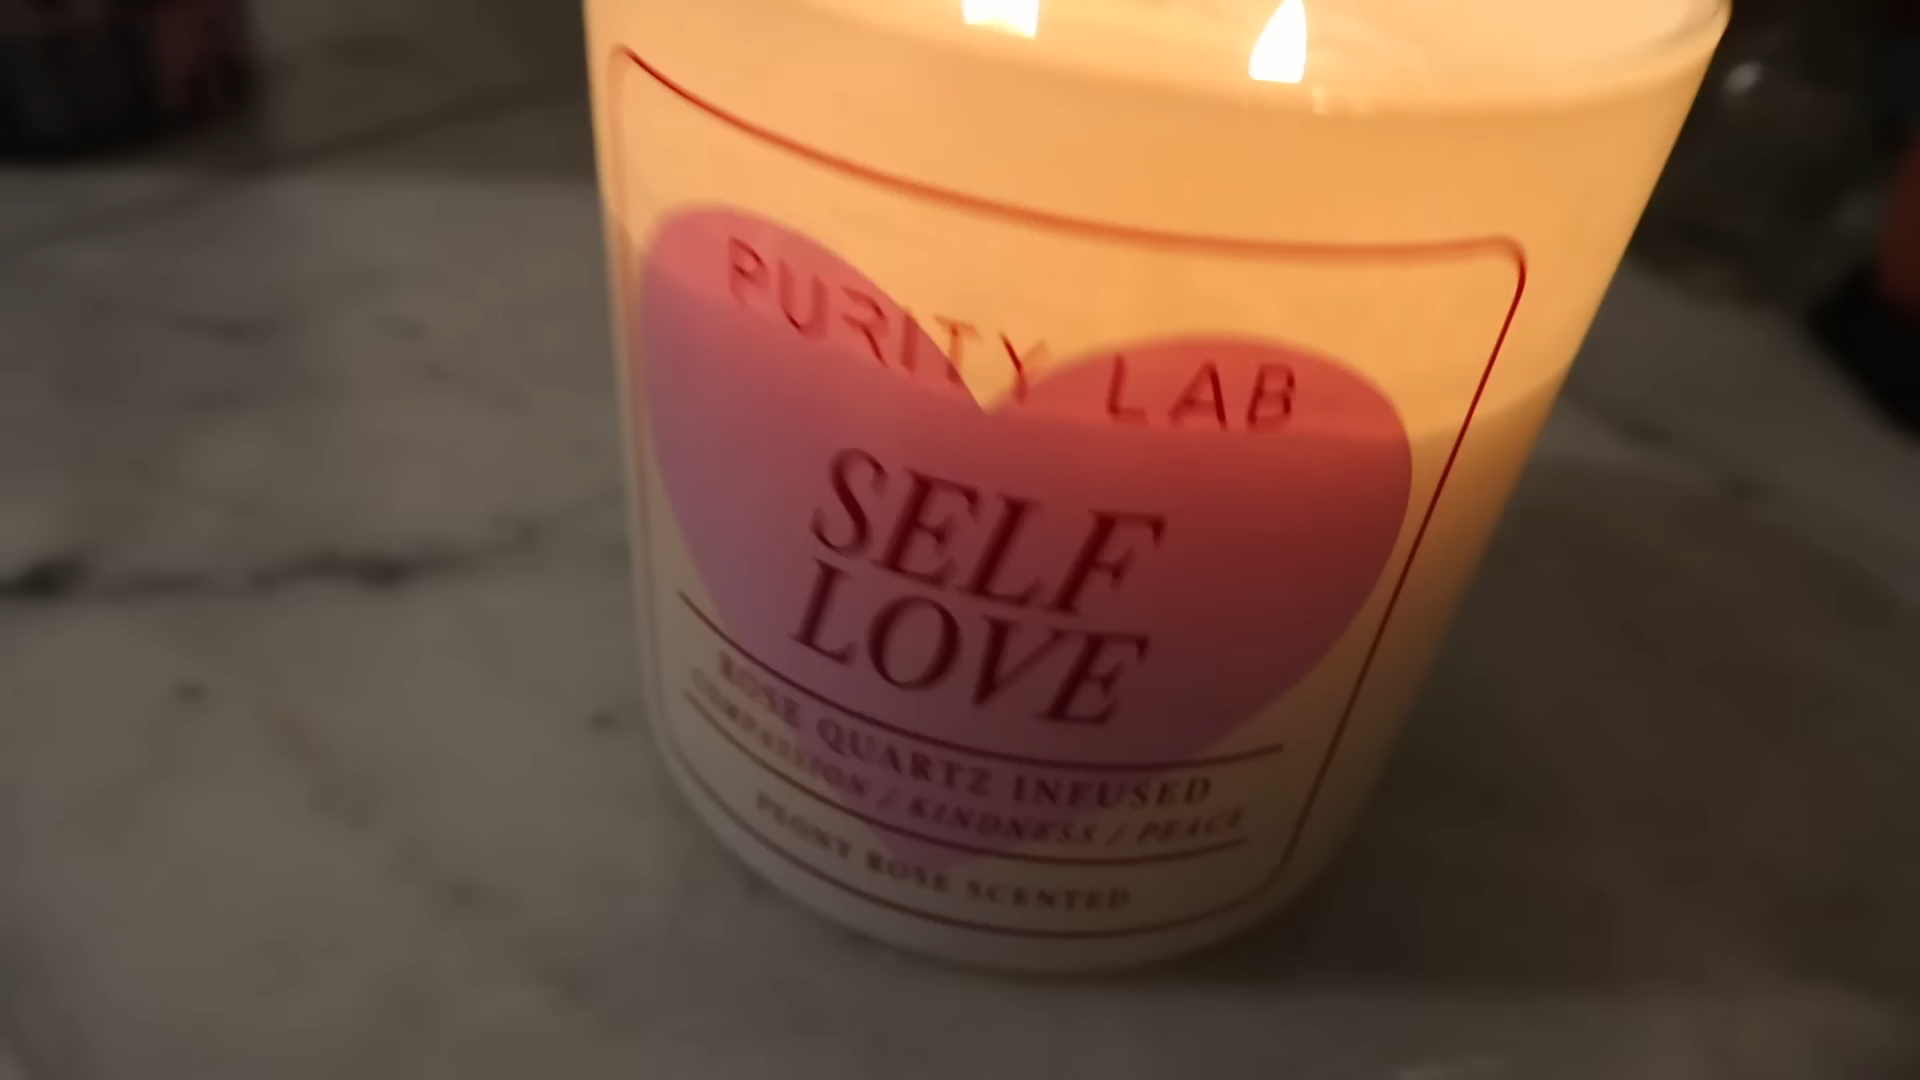 PURITY LAB
SELF
LOVE
ROSE QUARTZ INFUSED
COMPASSION / KINDNESS / PEACE
PEONY ROSE SCENTED